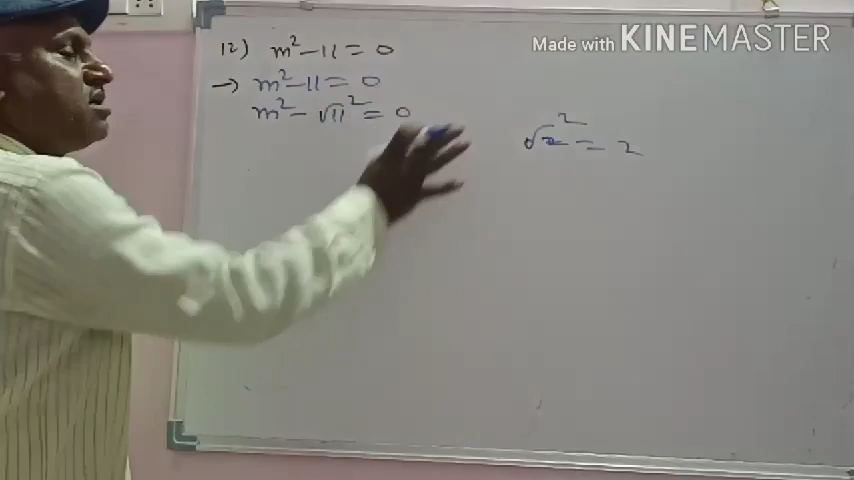 12) m² - 11 = 0
→ m² - 11 = 0
m² - √11² = 0
√2² = 2
Made with KINEMASTER